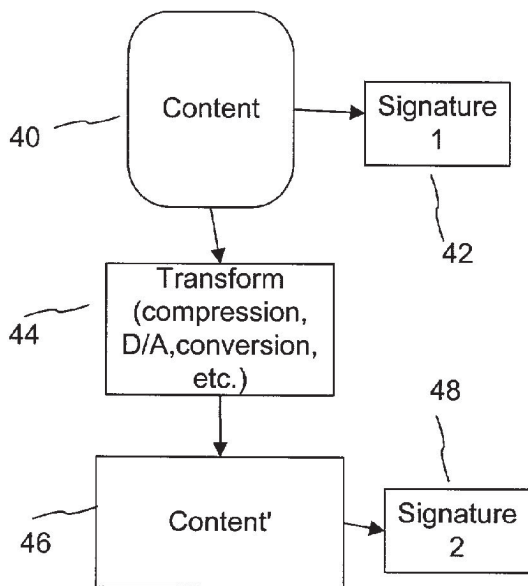 Content
Signature
1
40
42
Transform
(compression,
D/A,conversion,
etc.)
44
48
Content'
Signature
2
46